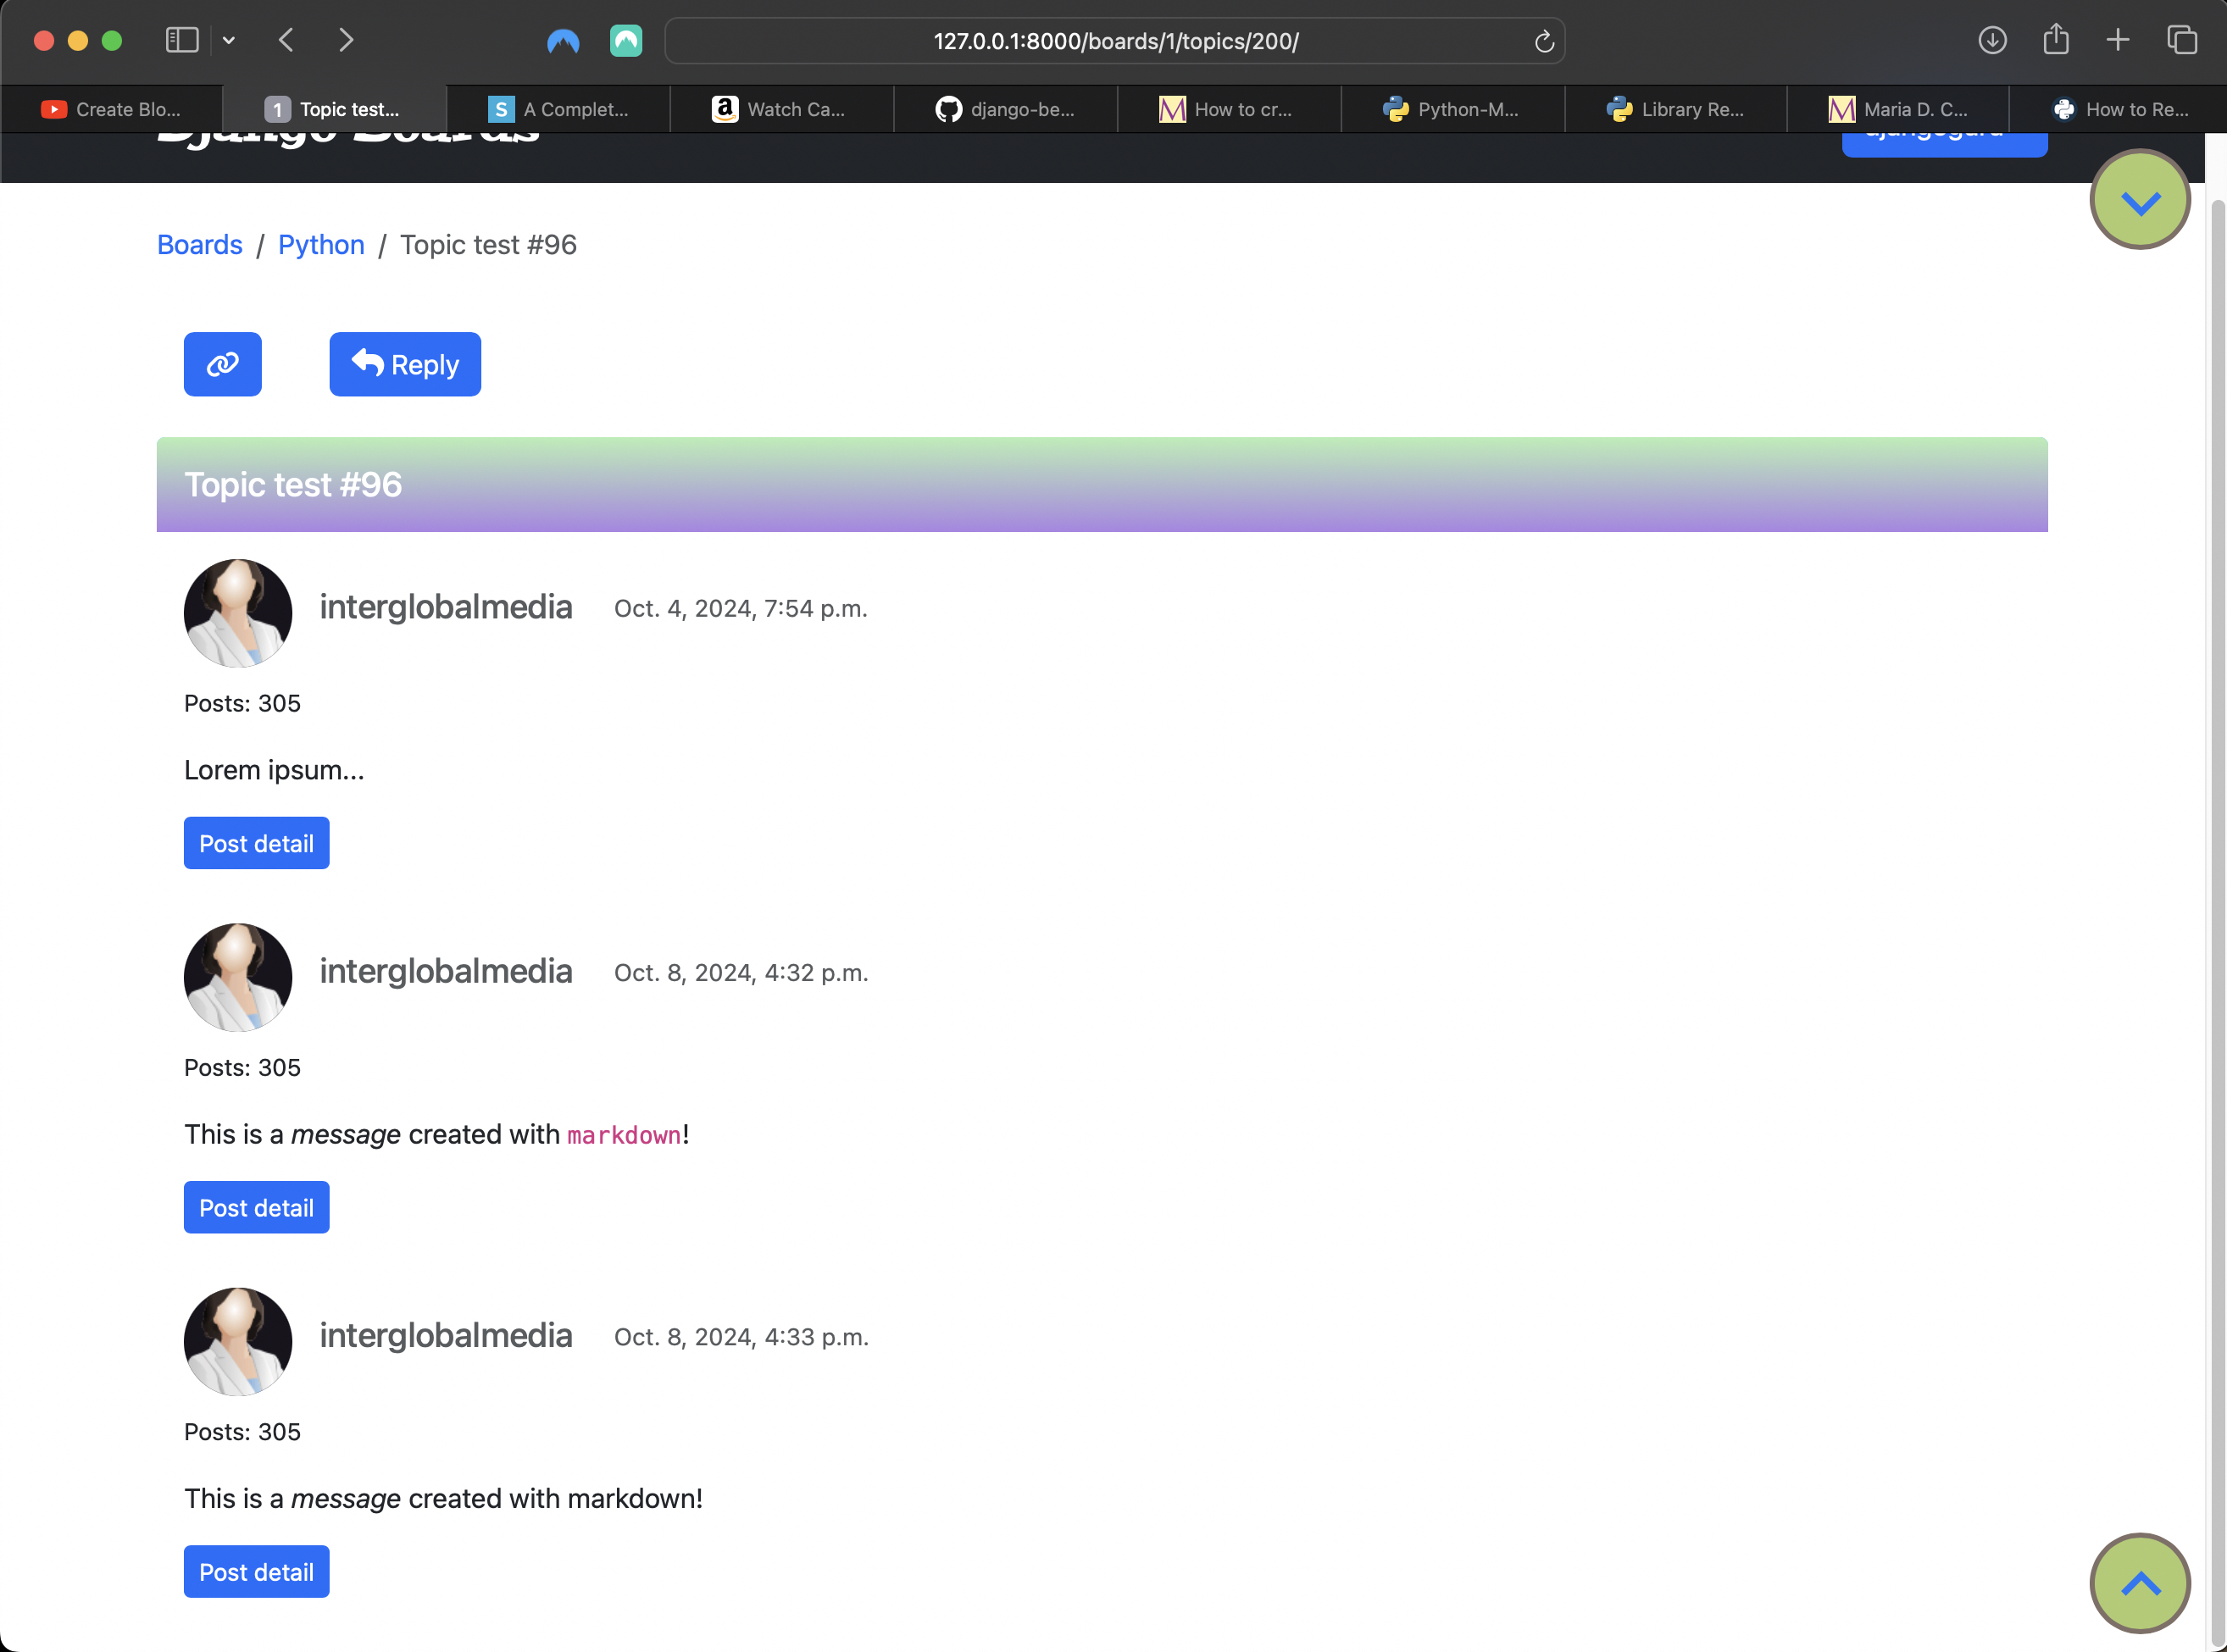 127.0.0.1:8000/boards/1/topics/200/
Create Blo...
1 Topic test...
S A Complet...
a Watch Ca...
django-be...
M How to cr...
Python-M...
Library Re...
M Maria D. C...
How to Re...
Django Boards
Boards / Python / Topic test #96
Reply
Topic test #96
interglobalmedia Oct. 4, 2024, 7:54 p.m.
Posts: 305
Lorem ipsum...
Post detail
interglobalmedia Oct. 8, 2024, 4:32 p.m.
Posts: 305
This is a message created with markdown!
Post detail
interglobalmedia Oct. 8, 2024, 4:33 p.m.
Posts: 305
This is a message created with markdown!
Post detail